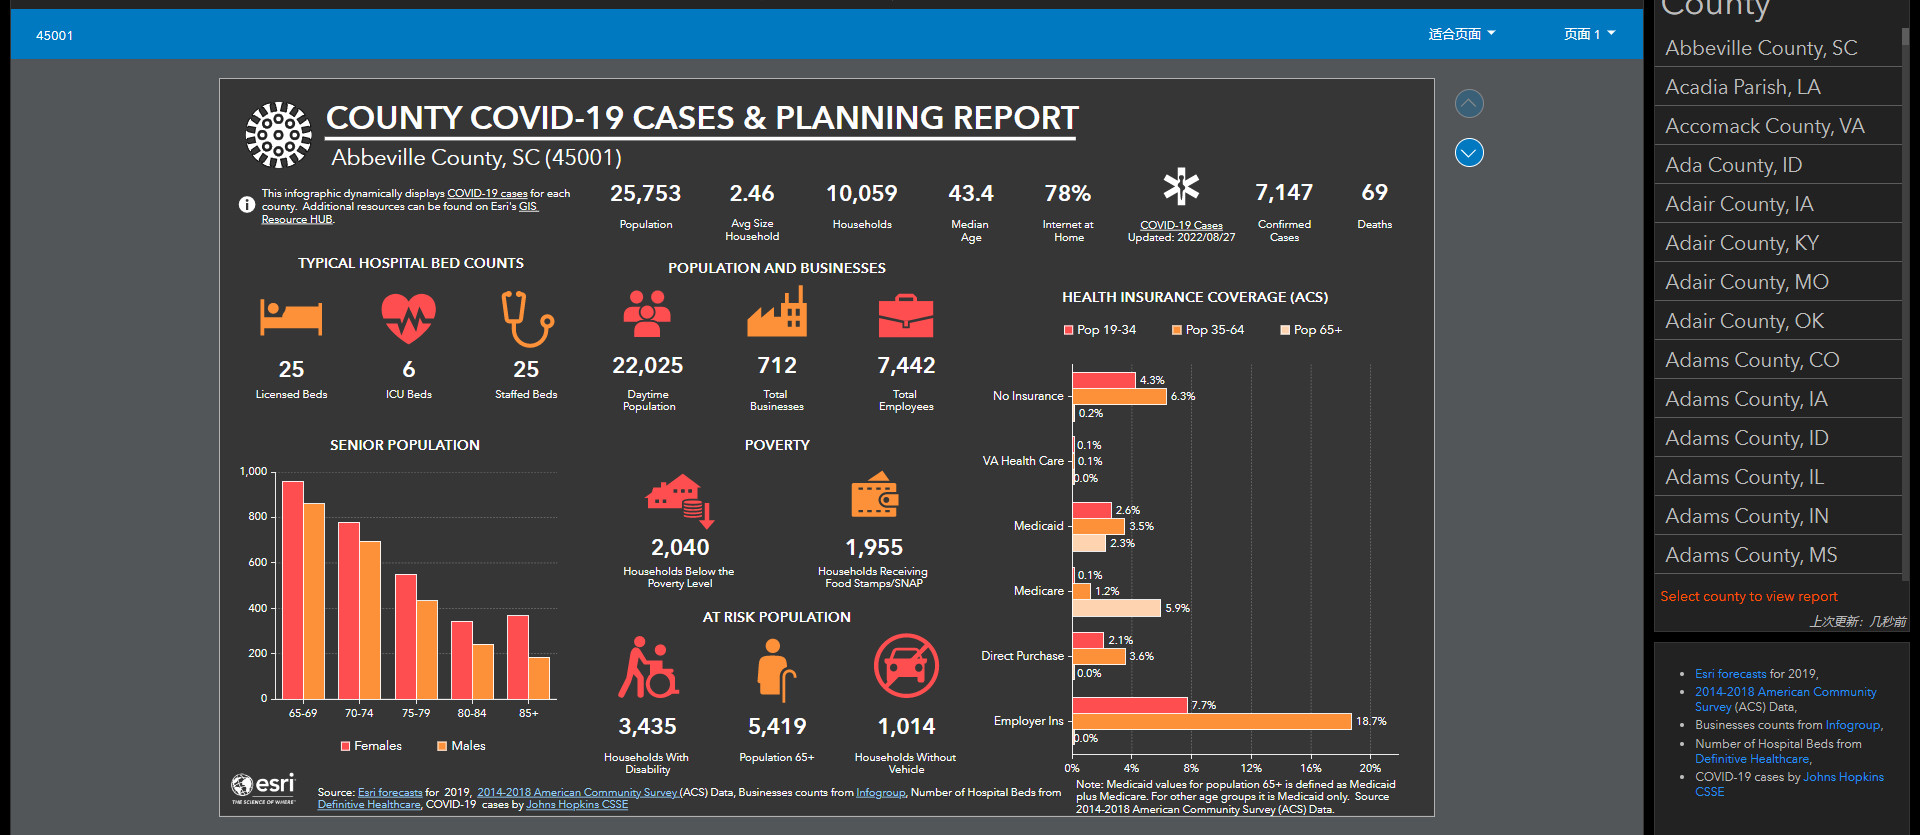 45001
适合页面
页面 1
COUNTY COVID-19 CASES & PLANNING REPORT
Abbeville County, SC (45001)
This infographic dynamically displays COVID-19 cases for each
county. Additional resources can be found on Esri's GIS
Resource HUB.
25,753
Population
2.46
Avg Size
Household
10,059
Households
43.4
Median
Age
78%
Internet at
Home
COVID-19 Cases
Updated: 2022/08/27
7,147
Confirmed
Cases
69
Deaths
TYPICAL HOSPITAL BED COUNTS
25
Licensed Beds
6
ICU Beds
25
Staffed Beds
POPULATION AND BUSINESSES
22,025
Daytime
Population
712
Total
Businesses
7,442
Total
Employees
SENIOR POPULATION
1,000
800
600
400
200
0
65-69
70-74
75-79
80-84
85+
Females
Males
POVERTY
2,040
Households Below the
Poverty Level
1,955
Households Receiving
Food Stamps/SNAP
AT RISK POPULATION
3,435
Households With
Disability
5,419
Population 65+
1,014
Households Without
Vehicle
HEALTH INSURANCE COVERAGE (ACS)
Pop 19-34
Pop 35-64
Pop 65+
No Insurance
4.3%
6.3%
0.2%
VA Health Care
0.1%
0.1%
0.0%
Medicaid
2.6%
3.5%
2.3%
Medicare
0.1%
1.2%
5.9%
Direct Purchase
2.1%
3.6%
0.0%
Employer Ins
7.7%
18.7%
0.0%
0%
4%
8%
12%
16%
20%
Note: Medicaid values for population 65+ is defined as Medicaid
plus Medicare. For other age groups it is Medicaid only. Source
2014-2018 American Community Survey (ACS) Data.
esri
THE SCIENCE OF WHERE
Source: Esri forecasts for 2019, 2014-2018 American Community Survey (ACS) Data, Businesses counts from Infogroup, Number of Hospital Beds from
Definitive Healthcare, COVID-19 cases by Johns Hopkins CSSE
County
Abbeville County, SC
Acadia Parish, LA
Accomack County, VA
Ada County, ID
Adair County, IA
Adair County, KY
Adair County, MO
Adair County, OK
Adams County, CO
Adams County, IA
Adams County, ID
Adams County, IL
Adams County, IN
Adams County, MS
Select county to view report
上次更新：几秒前
Esri forecasts for 2019,
2014-2018 American Community
Survey (ACS) Data,
Businesses counts from Infogroup,
Number of Hospital Beds from
Definitive Healthcare,
COVID-19 cases by Johns Hopkins
CSSE